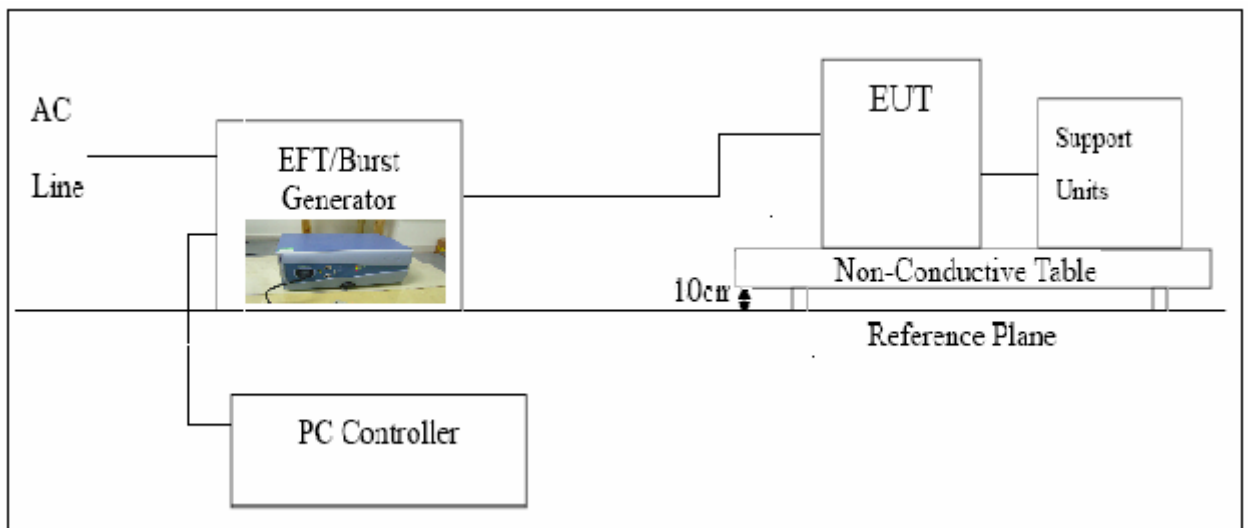 AC
Line
EFT/Burst
Generator
EUT
Support
Units
Non-Conductive Table
10cm
Reference Plane
PC Controller